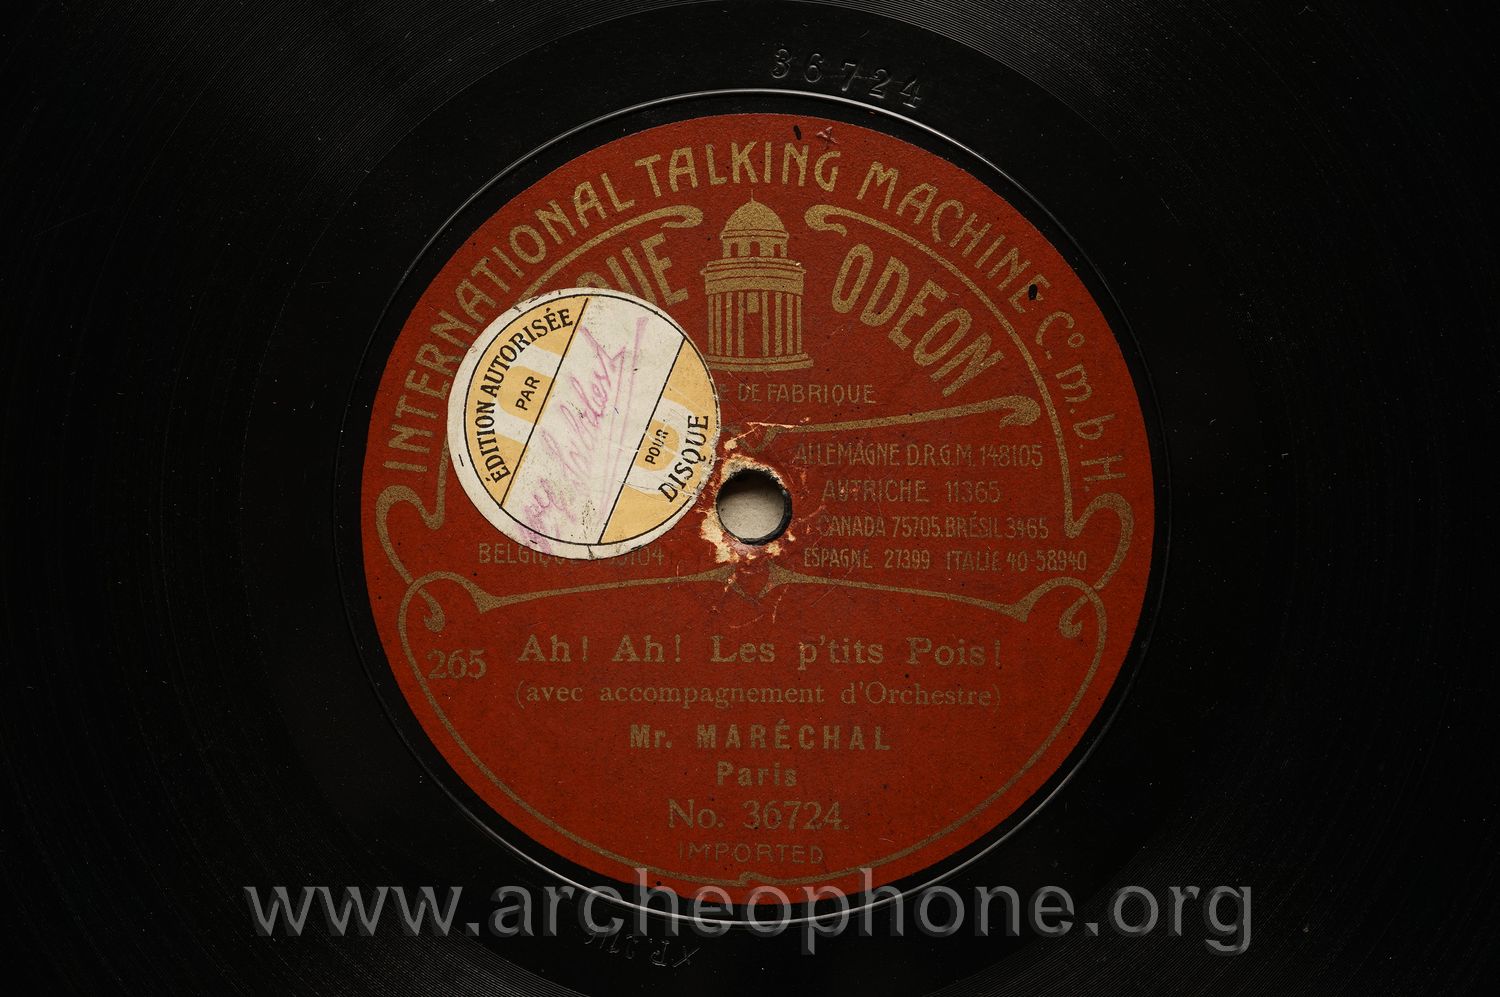 36724
INTERNATIONAL TALKING MACHINE Co. m. b H.
ODEON
DE FABRIQUE
ÉDITION AUTORISÉE
PAR
POUR
DISQUE
ALLEMAGNE D.R.G.M. 148105
AUTRICHE 11365
CANADA 75705. BRÉSIL 3465
BELGIQUE
ESPAGNE 27399 ITALIE 40-58940
265
Ah! Ah! Les p'tits Pois!
(avec accompagnement d'Orchestre)
Mr. MARÉCHAL
Paris
No. 36724.
IMPORTED
www.archeophone.org